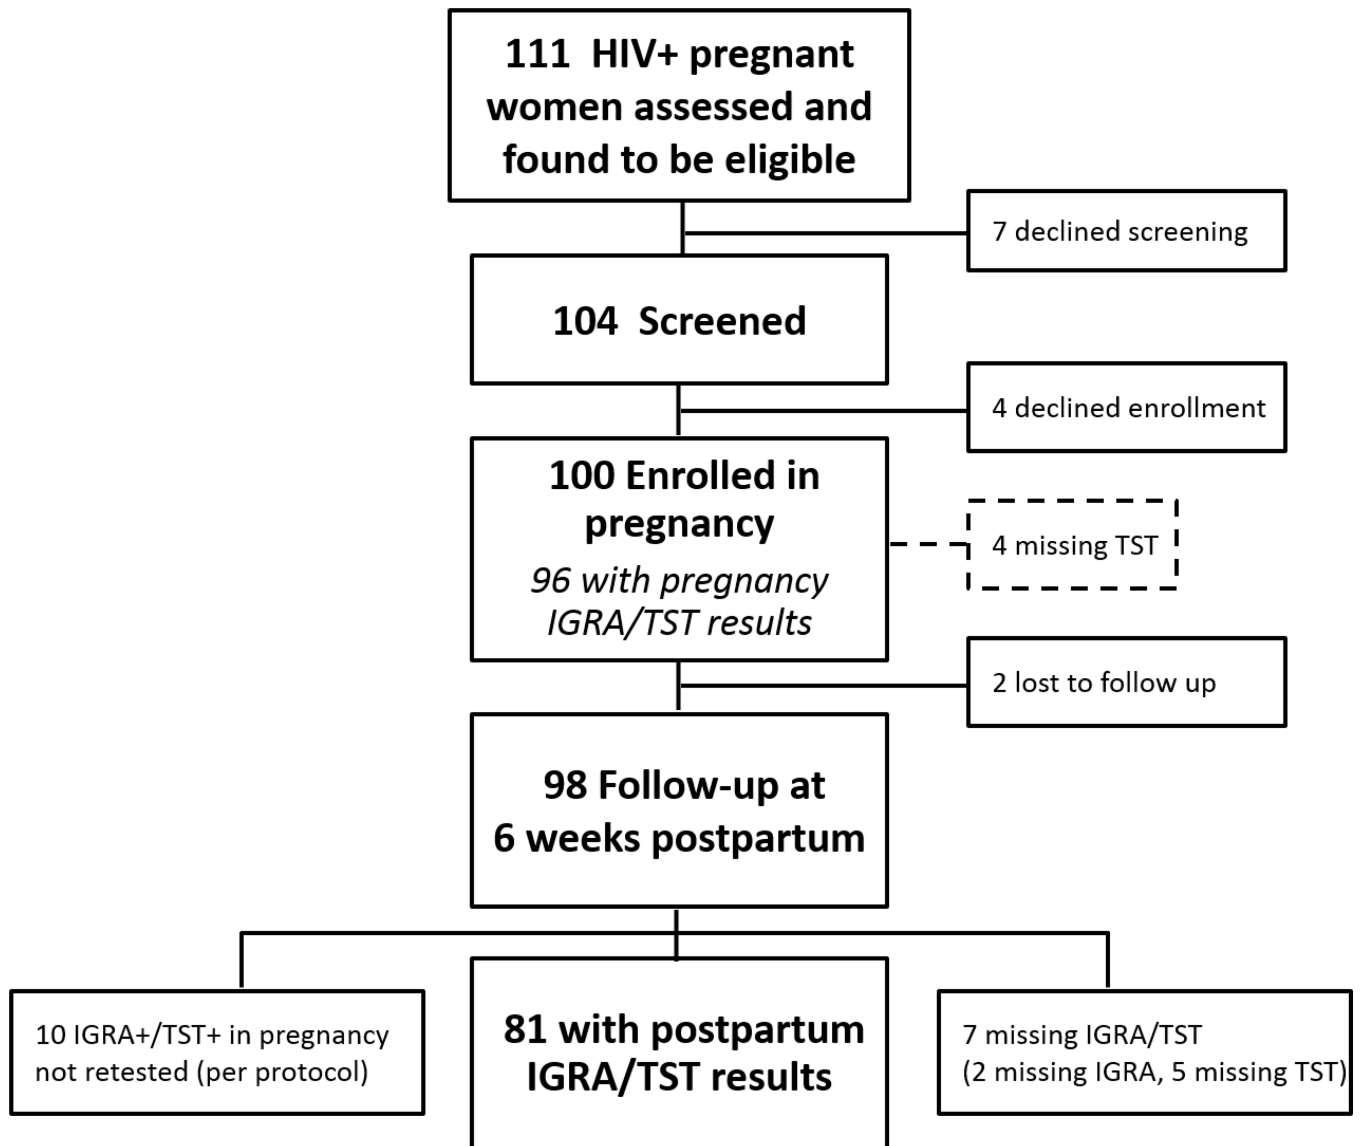 111 HIV+ pregnant
women assessed and
found to be eligible
7 declined screening
104 Screened
4 declined enrollment
100 Enrolled in
pregnancy
96 with pregnancy
IGRA/TST results
4 missing TST
2 lost to follow up
98 Follow-up at
6 weeks postpartum
10 IGRA+/TST+ in pregnancy
not retested (per protocol)
81 with postpartum
IGRA/TST results
7 missing IGRA/TST
(2 missing IGRA, 5 missing TST)